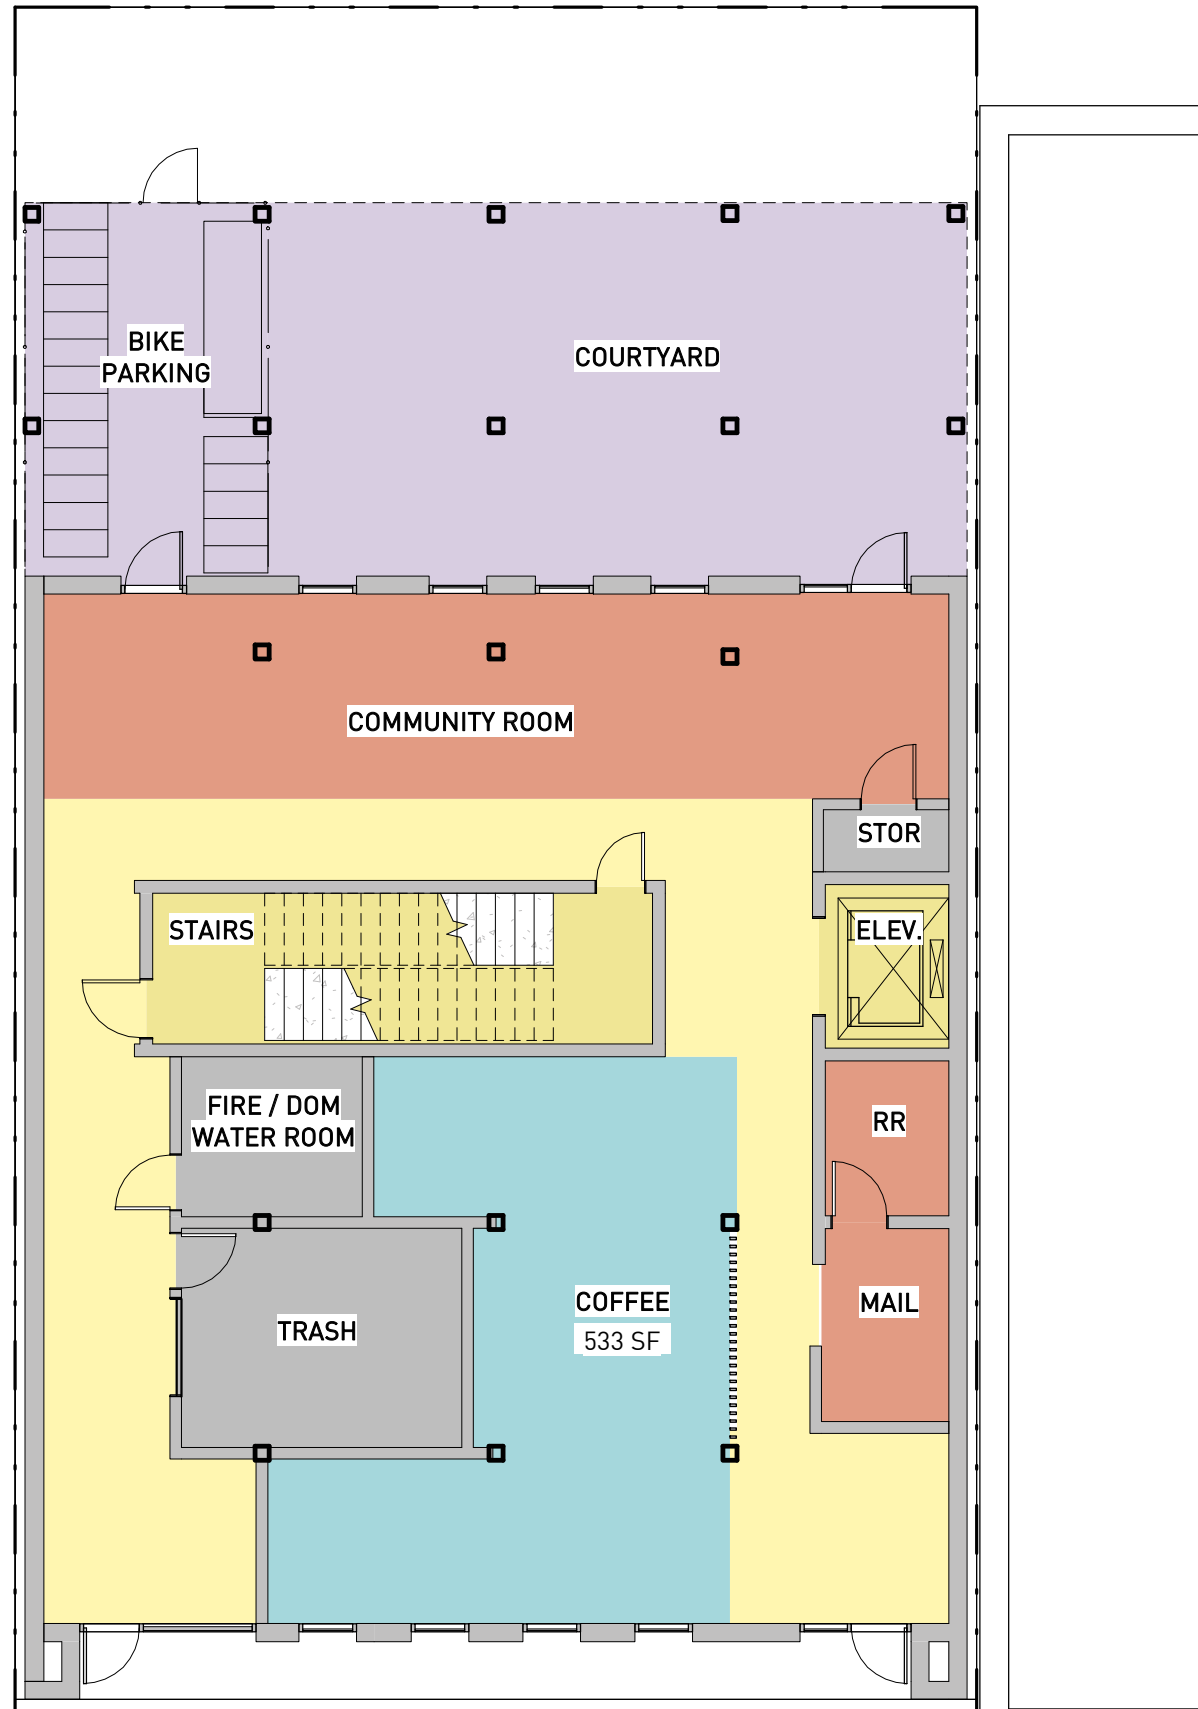 BIKE
PARKING
COURTYARD
COMMUNITY ROOM
STOR
STAIRS
ELEV.
FIRE / DOM
WATER ROOM
RR
COFFEE
533 SF
MAIL
TRASH